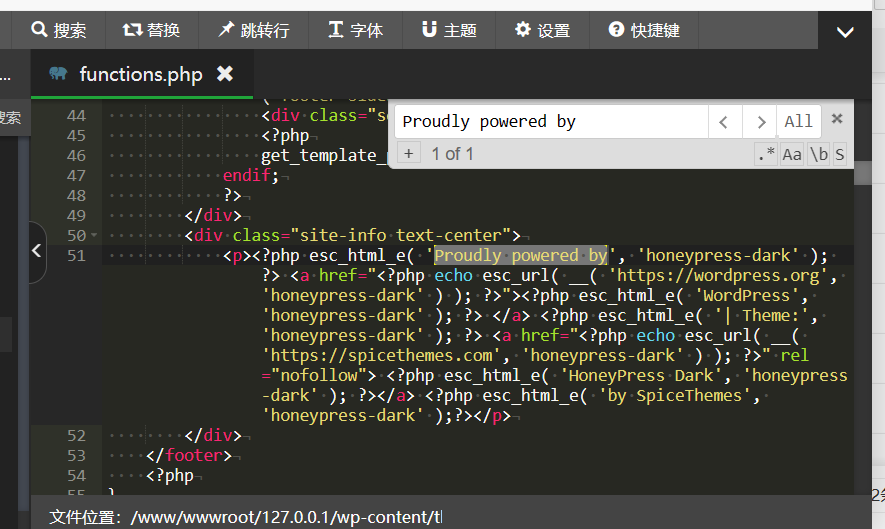 搜索 替换 跳转行 字体 主题 设置 快捷键
... functions.php
搜索
Proudly powered by All
+ 1 of 1 .* Aa \b S
44 <div class="s
45 <?php
46 get_template_
47 endif;
48 ?>
49 </div>
50 <div class="site-info text-center">
51 <p><?php esc_html_e( 'Proudly powered by', 'honeypress-dark' );
?> <a href="<?php echo esc_url( __( 'https://wordpress.org',
'honeypress-dark' ) ); ?>"><?php esc_html_e( 'WordPress',
'honeypress-dark' ); ?> </a> <?php esc_html_e( '| Theme:',
'honeypress-dark' ); ?> <a href="<?php echo esc_url( __(
'https://spicethemes.com', 'honeypress-dark' ) ); ?>" rel
="nofollow"> <?php esc_html_e( 'HoneyPress Dark', 'honeypress
-dark' ); ?></a> <?php esc_html_e( 'by SpiceThemes',
'honeypress-dark' );?></p>
52 </div>
53 </footer>
54 <?php
55 }
文件位置：/www/wwwroot/127.0.0.1/wp-content/t